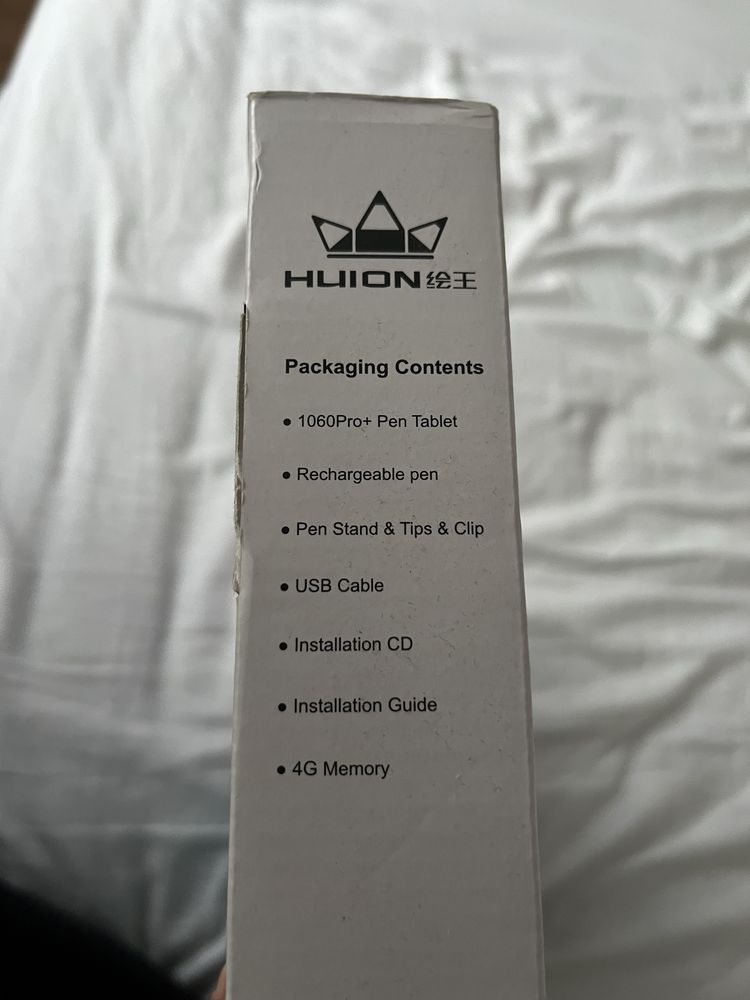 HUION绘王
Packaging Contents
● 1060Pro+ Pen Tablet
● Rechargeable pen
● Pen Stand & Tips & Clip
● USB Cable
● Installation CD
● Installation Guide
● 4G Memory